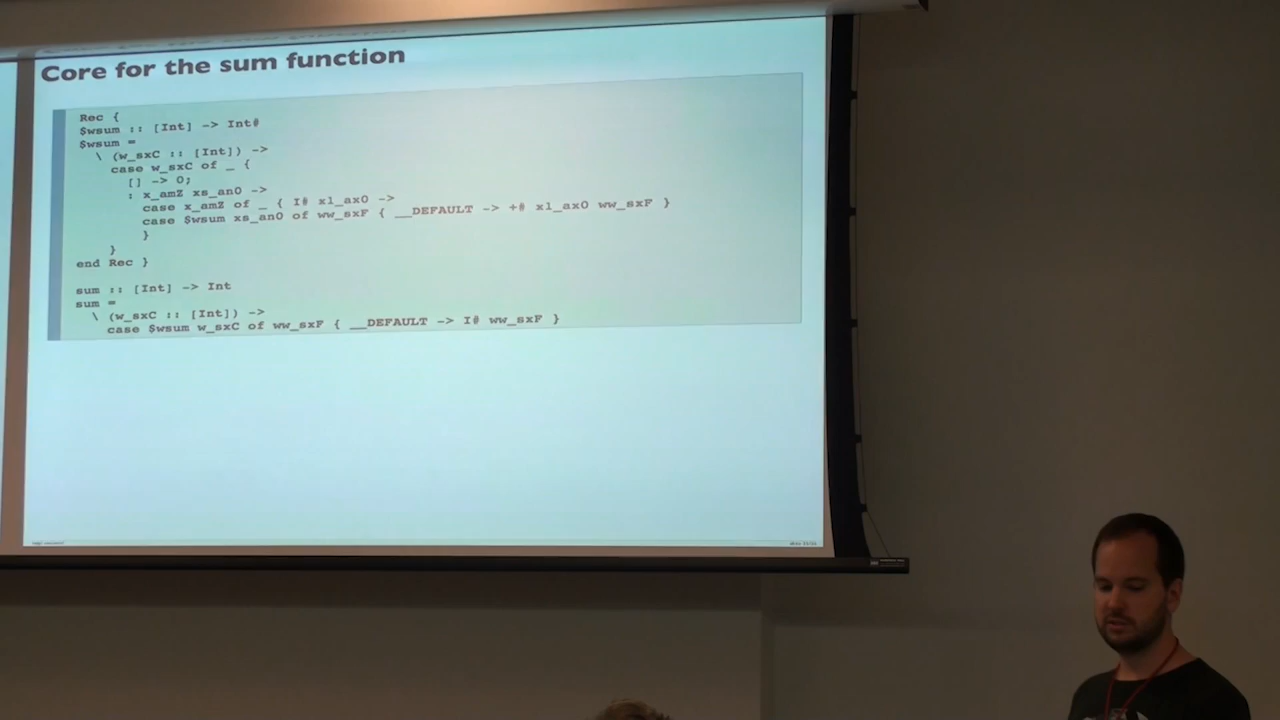 Core for the sum function
Rec {
$wsum :: [Int] -> Int#
$wsum =
\ (w_sxC :: [Int]) ->
case w_sxC of _ {
[] -> 0;
: x_amZ xs_an0 ->
case x_amZ of _ { I# x1_ax0 ->
case $wsum xs_an0 of ww_sxF { __DEFAULT -> +# x1_ax0 ww_sxF }
}
}
end Rec }
sum :: [Int] -> Int
sum =
\ (w_sxC :: [Int]) ->
case $wsum w_sxC of ww_sxF { __DEFAULT -> I# ww_sxF }